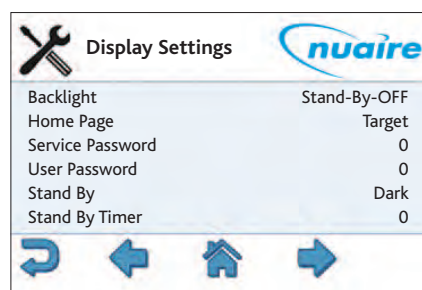 Display Settings
nuaire
Backlight Stand-By-OFF
Home Page Target
Service Password 0
User Password 0
Stand By Dark
Stand By Timer 0